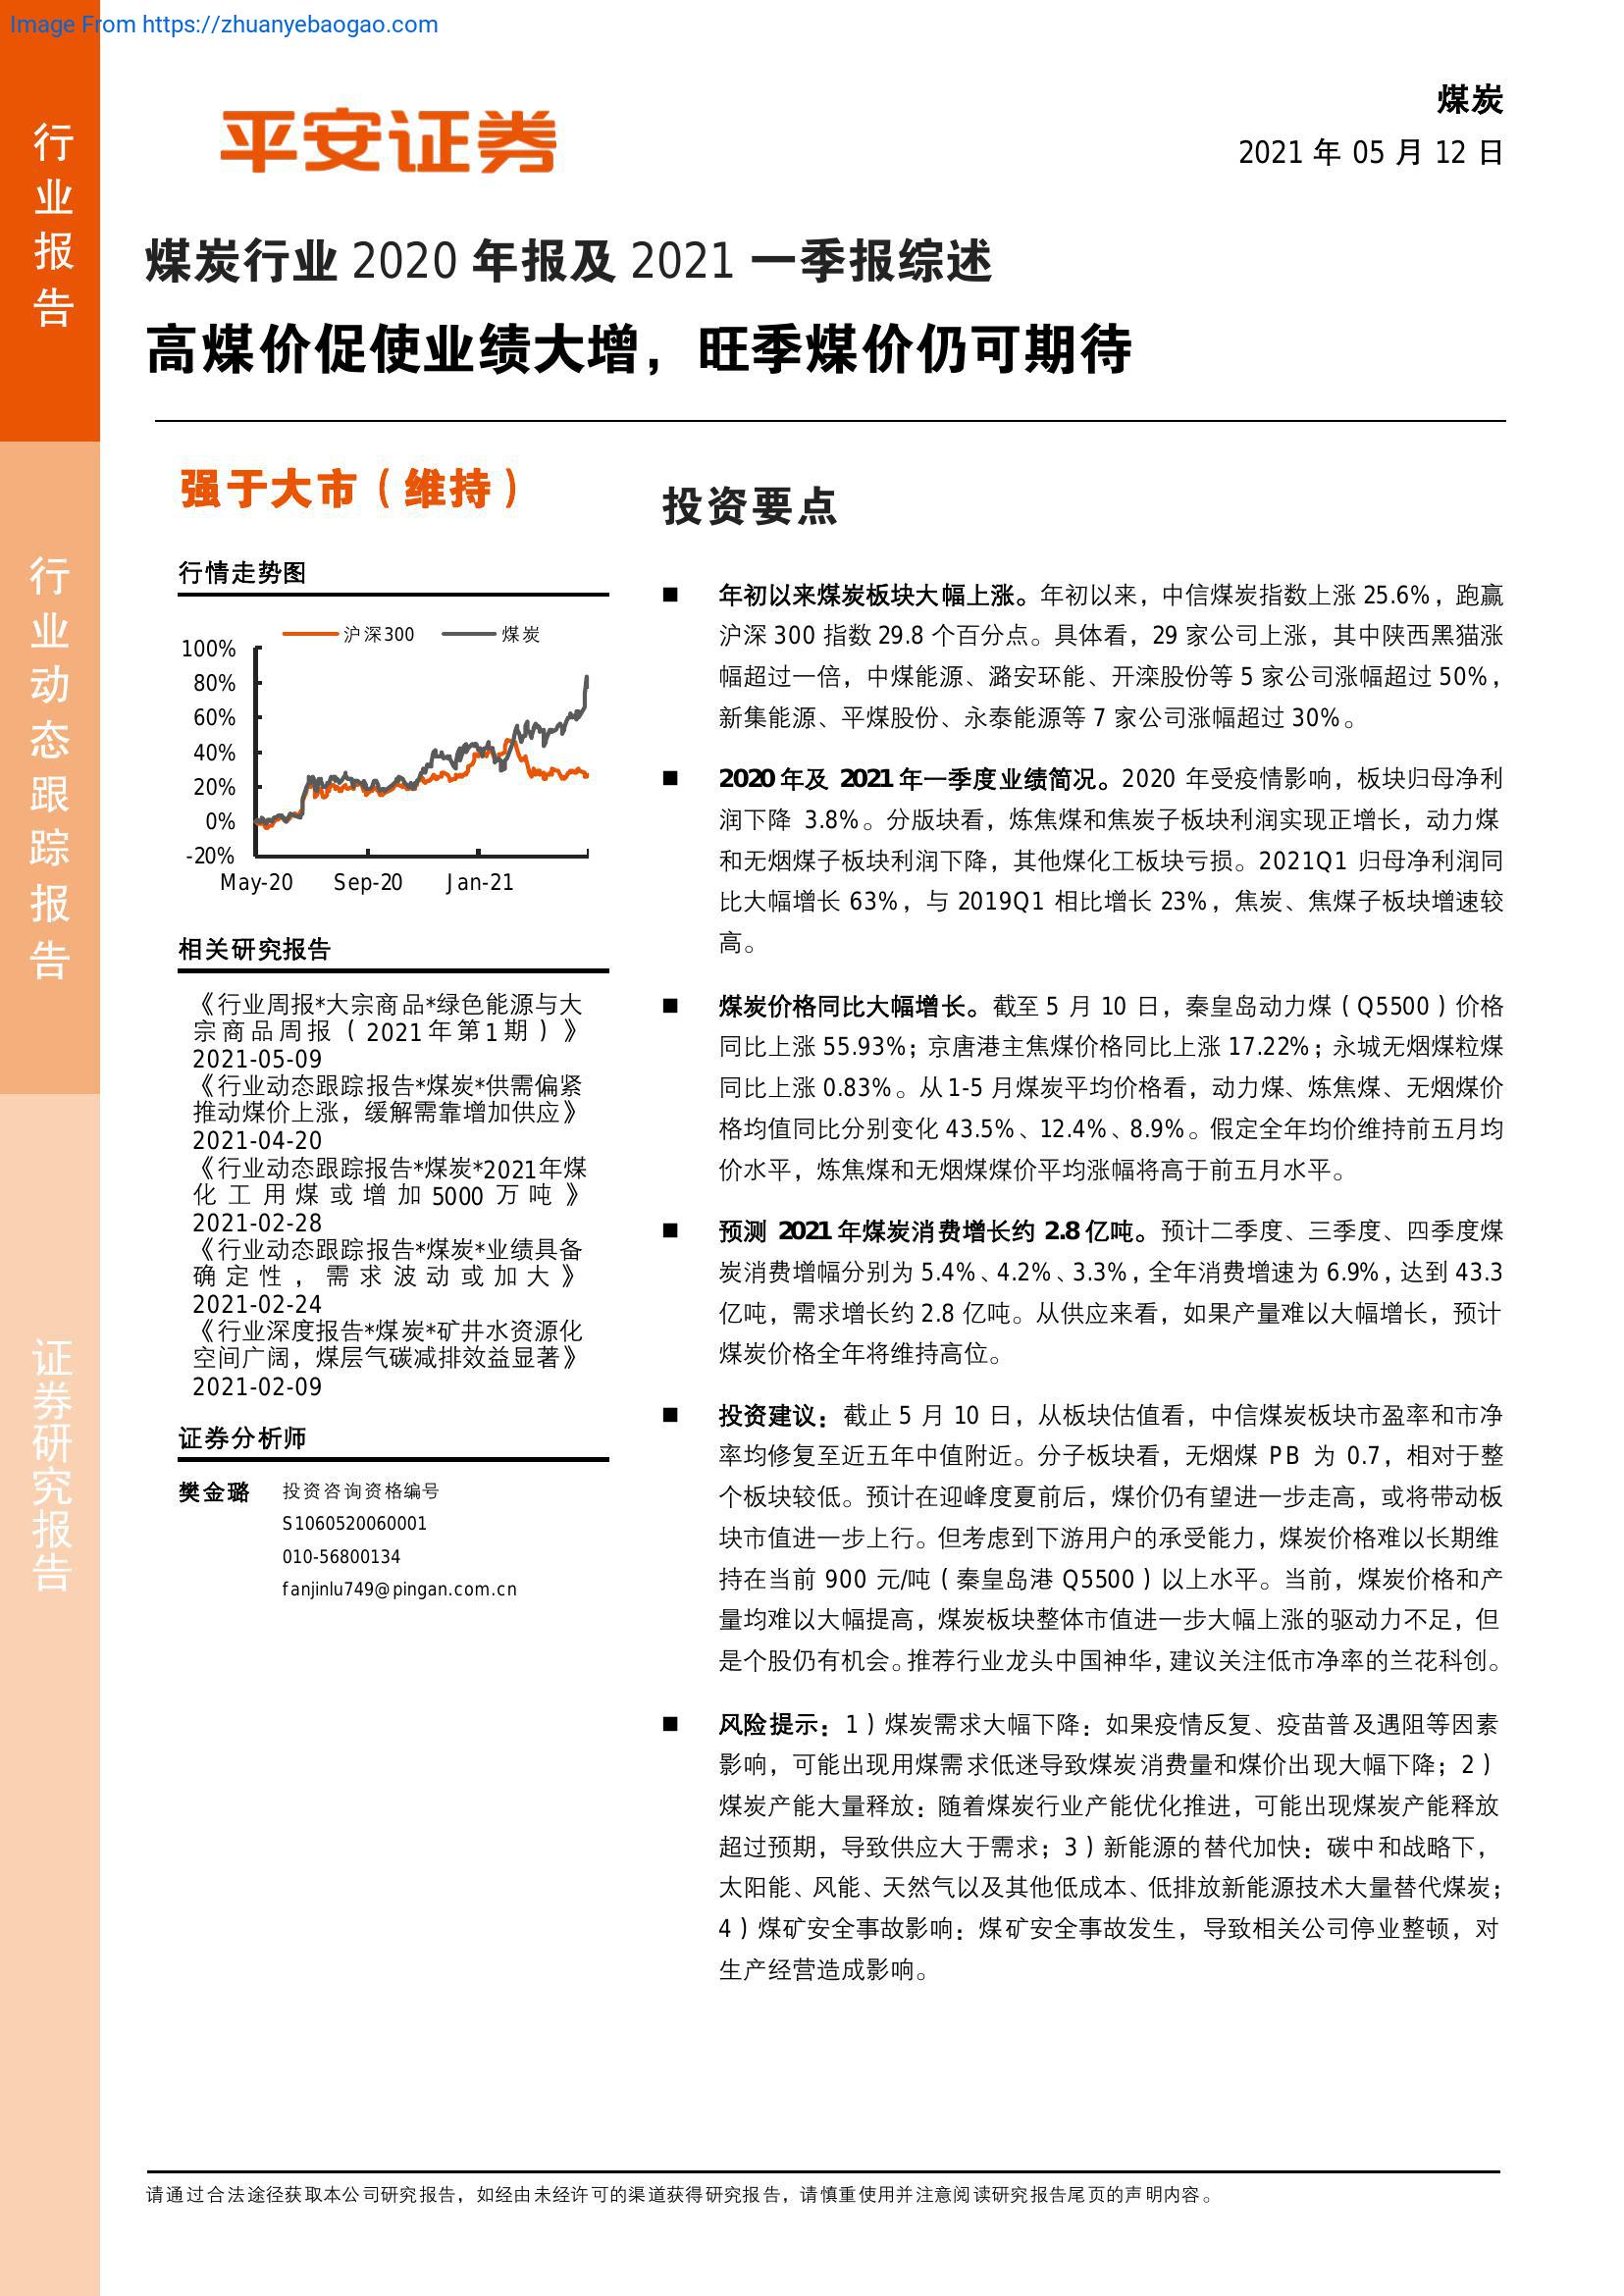 Image From https://zhuanyebaogao.com
行业报告
行业动态跟踪报告
证券研究报告
平安证券
煤炭
2021 年 05 月 12 日
煤炭行业 2020 年报及 2021 一季报综述
高煤价促使业绩大增，旺季煤价仍可期待
强于大市（维持）
行情走势图
沪深300 煤炭
100%
80%
60%
40%
20%
0%
-20%
May-20 Sep-20 Jan-21
相关研究报告
《行业周报*大宗商品*绿色能源与大
宗商品周报（2021年第1期）》
2021-05-09
《行业动态跟踪报告*煤炭*供需偏紧
推动煤价上涨，缓解需靠增加供应》
2021-04-20
《行业动态跟踪报告*煤炭*2021年煤
化工用煤或增加5000万吨》
2021-02-28
《行业动态跟踪报告*煤炭*业绩具备
确定性，需求波动或加大》
2021-02-24
《行业深度报告*煤炭*矿井水资源化
空间广阔，煤层气碳减排效益显著》
2021-02-09
证券分析师
樊金璐 投资咨询资格编号
S1060520060001
010-56800134
fanjinlu749@pingan.com.cn
投资要点
■ 年初以来煤炭板块大幅上涨。年初以来，中信煤炭指数上涨 25.6%，跑赢
沪深 300 指数 29.8 个百分点。具体看，29 家公司上涨，其中陕西黑猫涨
幅超过一倍，中煤能源、潞安环能、开滦股份等 5 家公司涨幅超过 50%，
新集能源、平煤股份、永泰能源等 7 家公司涨幅超过 30%。
■ 2020 年及 2021 年一季度业绩简况。2020 年受疫情影响，板块归母净利
润下降 3.8%。分版块看，炼焦煤和焦炭子板块利润实现正增长，动力煤
和无烟煤子板块利润下降，其他煤化工板块亏损。2021Q1 归母净利润同
比大幅增长 63%，与 2019Q1 相比增长 23%，焦炭、焦煤子板块增速较
高。
■ 煤炭价格同比大幅增长。截至 5 月 10 日，秦皇岛动力煤（Q5500）价格
同比上涨 55.93%；京唐港主焦煤价格同比上涨 17.22%；永城无烟煤粒煤
同比上涨 0.83%。从 1-5 月煤炭平均价格看，动力煤、炼焦煤、无烟煤价
格均值同比分别变化 43.5%、12.4%、8.9%。假定全年均价维持前五月均
价水平，炼焦煤和无烟煤煤价平均涨幅将高于前五月水平。
■ 预测 2021 年煤炭消费增长约 2.8 亿吨。预计二季度、三季度、四季度煤
炭消费增幅分别为 5.4%、4.2%、3.3%，全年消费增速为 6.9%，达到 43.3
亿吨，需求增长约 2.8 亿吨。从供应来看，如果产量难以大幅增长，预计
煤炭价格全年将维持高位。
■ 投资建议：截止 5 月 10 日，从板块估值看，中信煤炭板块市盈率和市净
率均修复至近五年中值附近。分子板块看，无烟煤 PB 为 0.7，相对于整
个板块较低。预计在迎峰度夏前后，煤价仍有望进一步走高，或将带动板
块市值进一步上行。但考虑到下游用户的承受能力，煤炭价格难以长期维
持在当前 900 元/吨（秦皇岛港 Q5500）以上水平。当前，煤炭价格和产
量均难以大幅提高，煤炭板块整体市值进一步大幅上涨的驱动力不足，但
是个股仍有机会。推荐行业龙头中国神华，建议关注低市净率的兰花科创。
■ 风险提示：1）煤炭需求大幅下降：如果疫情反复、疫苗普及遇阻等因素
影响，可能出现用煤需求低迷导致煤炭消费量和煤价出现大幅下降；2）
煤炭产能大量释放：随着煤炭行业产能优化推进，可能出现煤炭产能释放
超过预期，导致供应大于需求；3）新能源的替代加快：碳中和战略下，
太阳能、风能、天然气以及其他低成本、低排放新能源技术大量替代煤炭；
4）煤矿安全事故影响：煤矿安全事故发生，导致相关公司停业整顿，对
生产经营造成影响。
请通过合法途径获取本公司研究报告，如经由未经许可的渠道获得研究报告，请慎重使用并注意阅读研究报告尾页的声明内容。